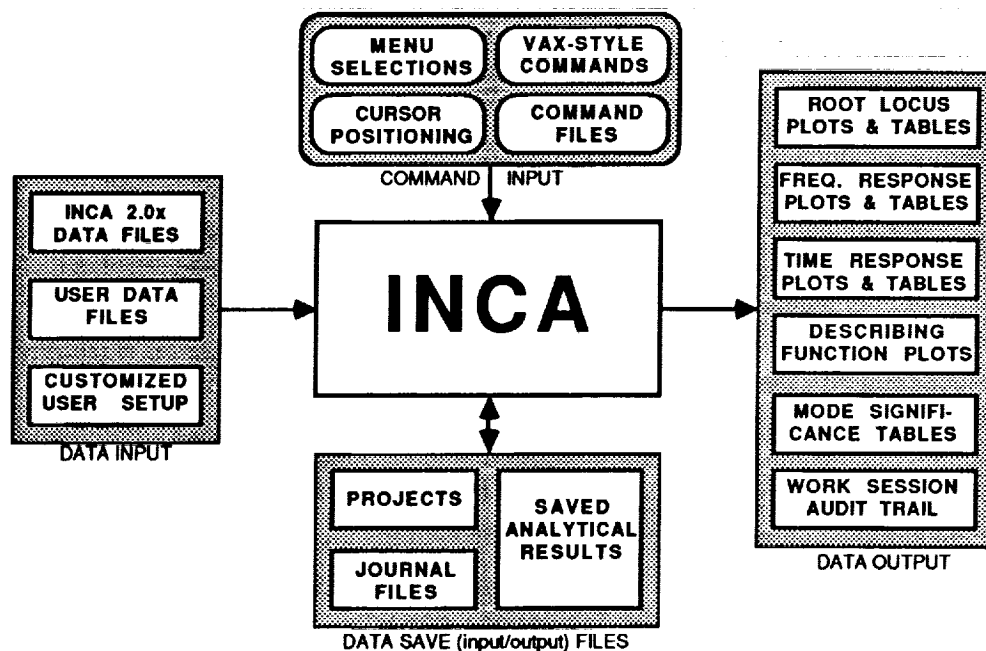 MENU
SELECTIONS
VAX-STYLE
COMMANDS
CURSOR
POSITIONING
COMMAND
FILES
COMMAND INPUT
INCA 2.0x
DATA FILES
USER DATA
FILES
CUSTOMIZED
USER SETUP
DATA INPUT
INCA
PROJECTS
JOURNAL
FILES
SAVED
ANALYTICAL
RESULTS
DATA SAVE (input/output) FILES
ROOT LOCUS
PLOTS & TABLES
FREQ. RESPONSE
PLOTS & TABLES
TIME RESPONSE
PLOTS & TABLES
DESCRIBING
FUNCTION PLOTS
MODE SIGNIFI-
CANCE TABLES
WORK SESSION
AUDIT TRAIL
DATA OUTPUT